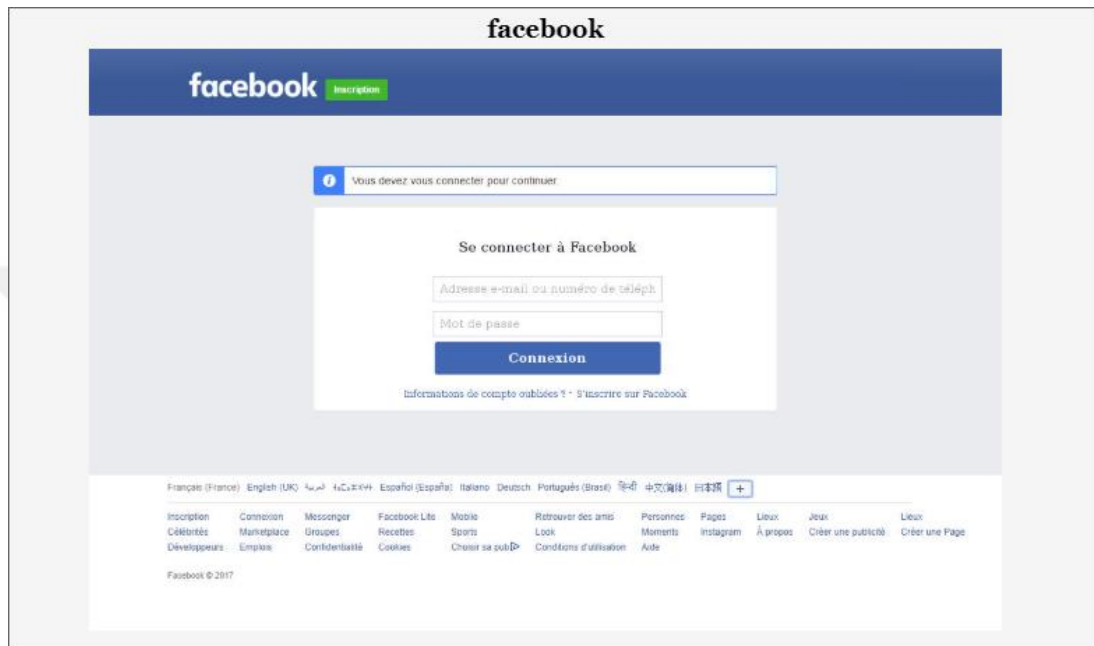 facebook
facebook Inscription
Vous devez vous connecter pour continuer
Se connecter à Facebook
Adresse e-mail ou numéro de téléph
Mot de passe
Connexion
Informations de compte oubliées ? · S'inscrire sur Facebook
Français (France) English (UK) العربية Español (España) Italiano Deutsch Português (Brasil) हिन्दी 中文(简体) 日本語 +
Inscription Connexion Messenger Facebook Lite Mobile Retrouver des amis Personnes Pages Lieux Jeux Lieux
Célébrités Marketplace Groupes Recettes Sports Look Moments Instagram À propos Créer une publicité Créer une Page
Développeurs Emplois Confidentialité Cookies Choisir sa pub Conditions d'utilisation Aide
Facebook © 2017